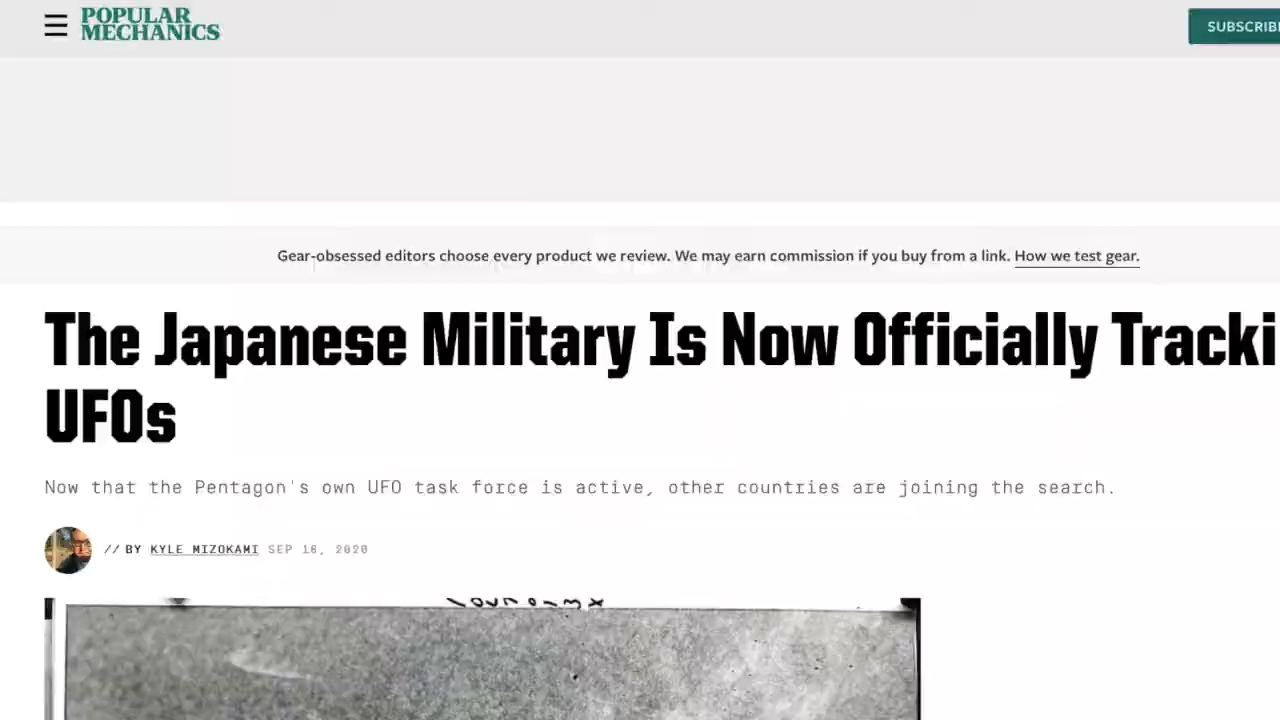 POPULAR
MECHANICS
SUBSCRIB
Gear-obsessed editors choose every product we review. We may earn commission if you buy from a link. How we test gear.
The Japanese Military Is Now Officially Tracki
UFOs
Now that the Pentagon's own UFO task force is active, other countries are joining the search.
// BY KYLE MIZOKAMI SEP 16, 2020